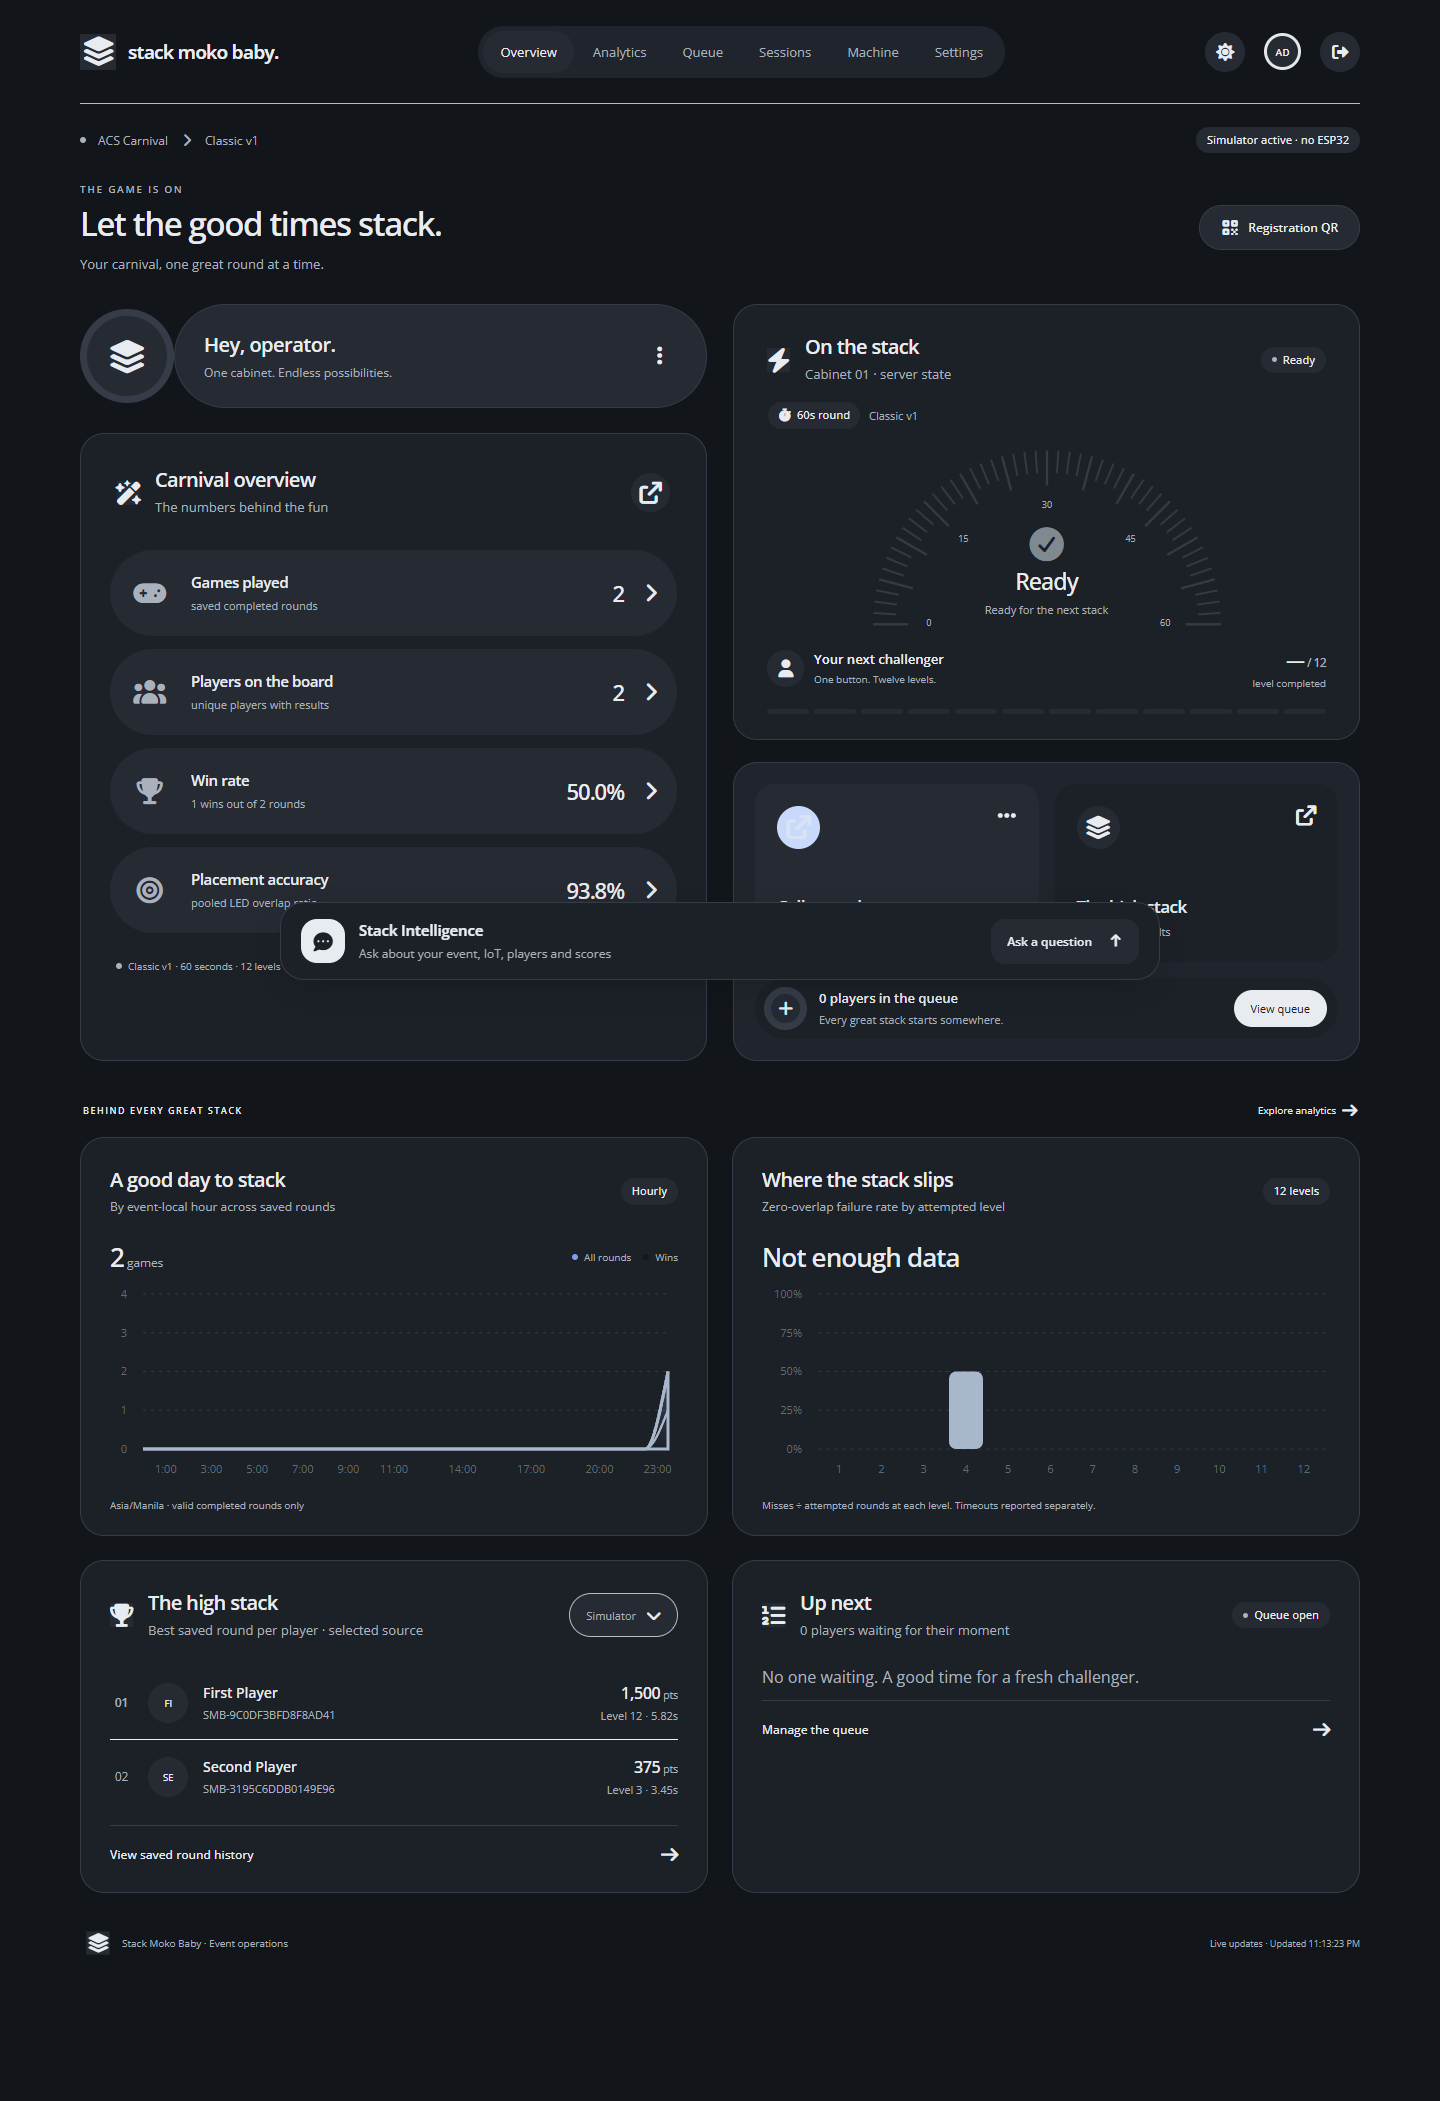 stack moko baby.
Overview
Analytics
Queue
Sessions
Machine
Settings
AD
ACS Carnival
Classic v1
Simulator active · no ESP32
THE GAME IS ON
Let the good times stack.
Your carnival, one great round at a time.
Registration QR
Hey, operator.
One cabinet. Endless possibilities.
Carnival overview
The numbers behind the fun
Games played
saved completed rounds
2
Players on the board
unique players with results
2
Win rate
1 wins out of 2 rounds
50.0%
Placement accuracy
pooled LED overlap
93.8%
Classic v1 · 60 seconds · 12 levels
On the stack
Cabinet 01 · server state
Ready
60s round
Classic v1
0
15
30
45
60
Ready
Ready for the next stack
Your next challenger
One button. Twelve levels.
— / 12
level completed
stack
Stack Intelligence
Ask about your event, IoT, players and scores
Ask a question
0 players in the queue
Every great stack starts somewhere.
View queue
BEHIND EVERY GREAT STACK
Explore analytics
A good day to stack
By event-local hour across saved rounds
Hourly
2 games
All rounds
Wins
4
3
2
1
0
1:00 3:00 5:00 7:00 9:00 11:00 14:00 17:00 20:00 23:00
Asia/Manila · valid completed rounds only
Where the stack slips
Zero-overlap failure rate by attempted level
12 levels
Not enough data
100%
75%
50%
25%
0%
1 2 3 4 5 6 7 8 9 10 11 12
Misses ÷ attempted rounds at each level. Timeouts reported separately.
The high stack
Best saved round per player · selected source
Simulator
01
FI
First Player
SMB-9C0DF3BFD8F8AD41
1,500 pts
Level 12 · 5.82s
02
SE
Second Player
SMB-3195C6DDB0149E96
375 pts
Level 3 · 3.45s
View saved round history
Up next
0 players waiting for their moment
Queue open
No one waiting. A good time for a fresh challenger.
Manage the queue
Stack Moko Baby · Event operations
Live updates · Updated 11:13:23 PM